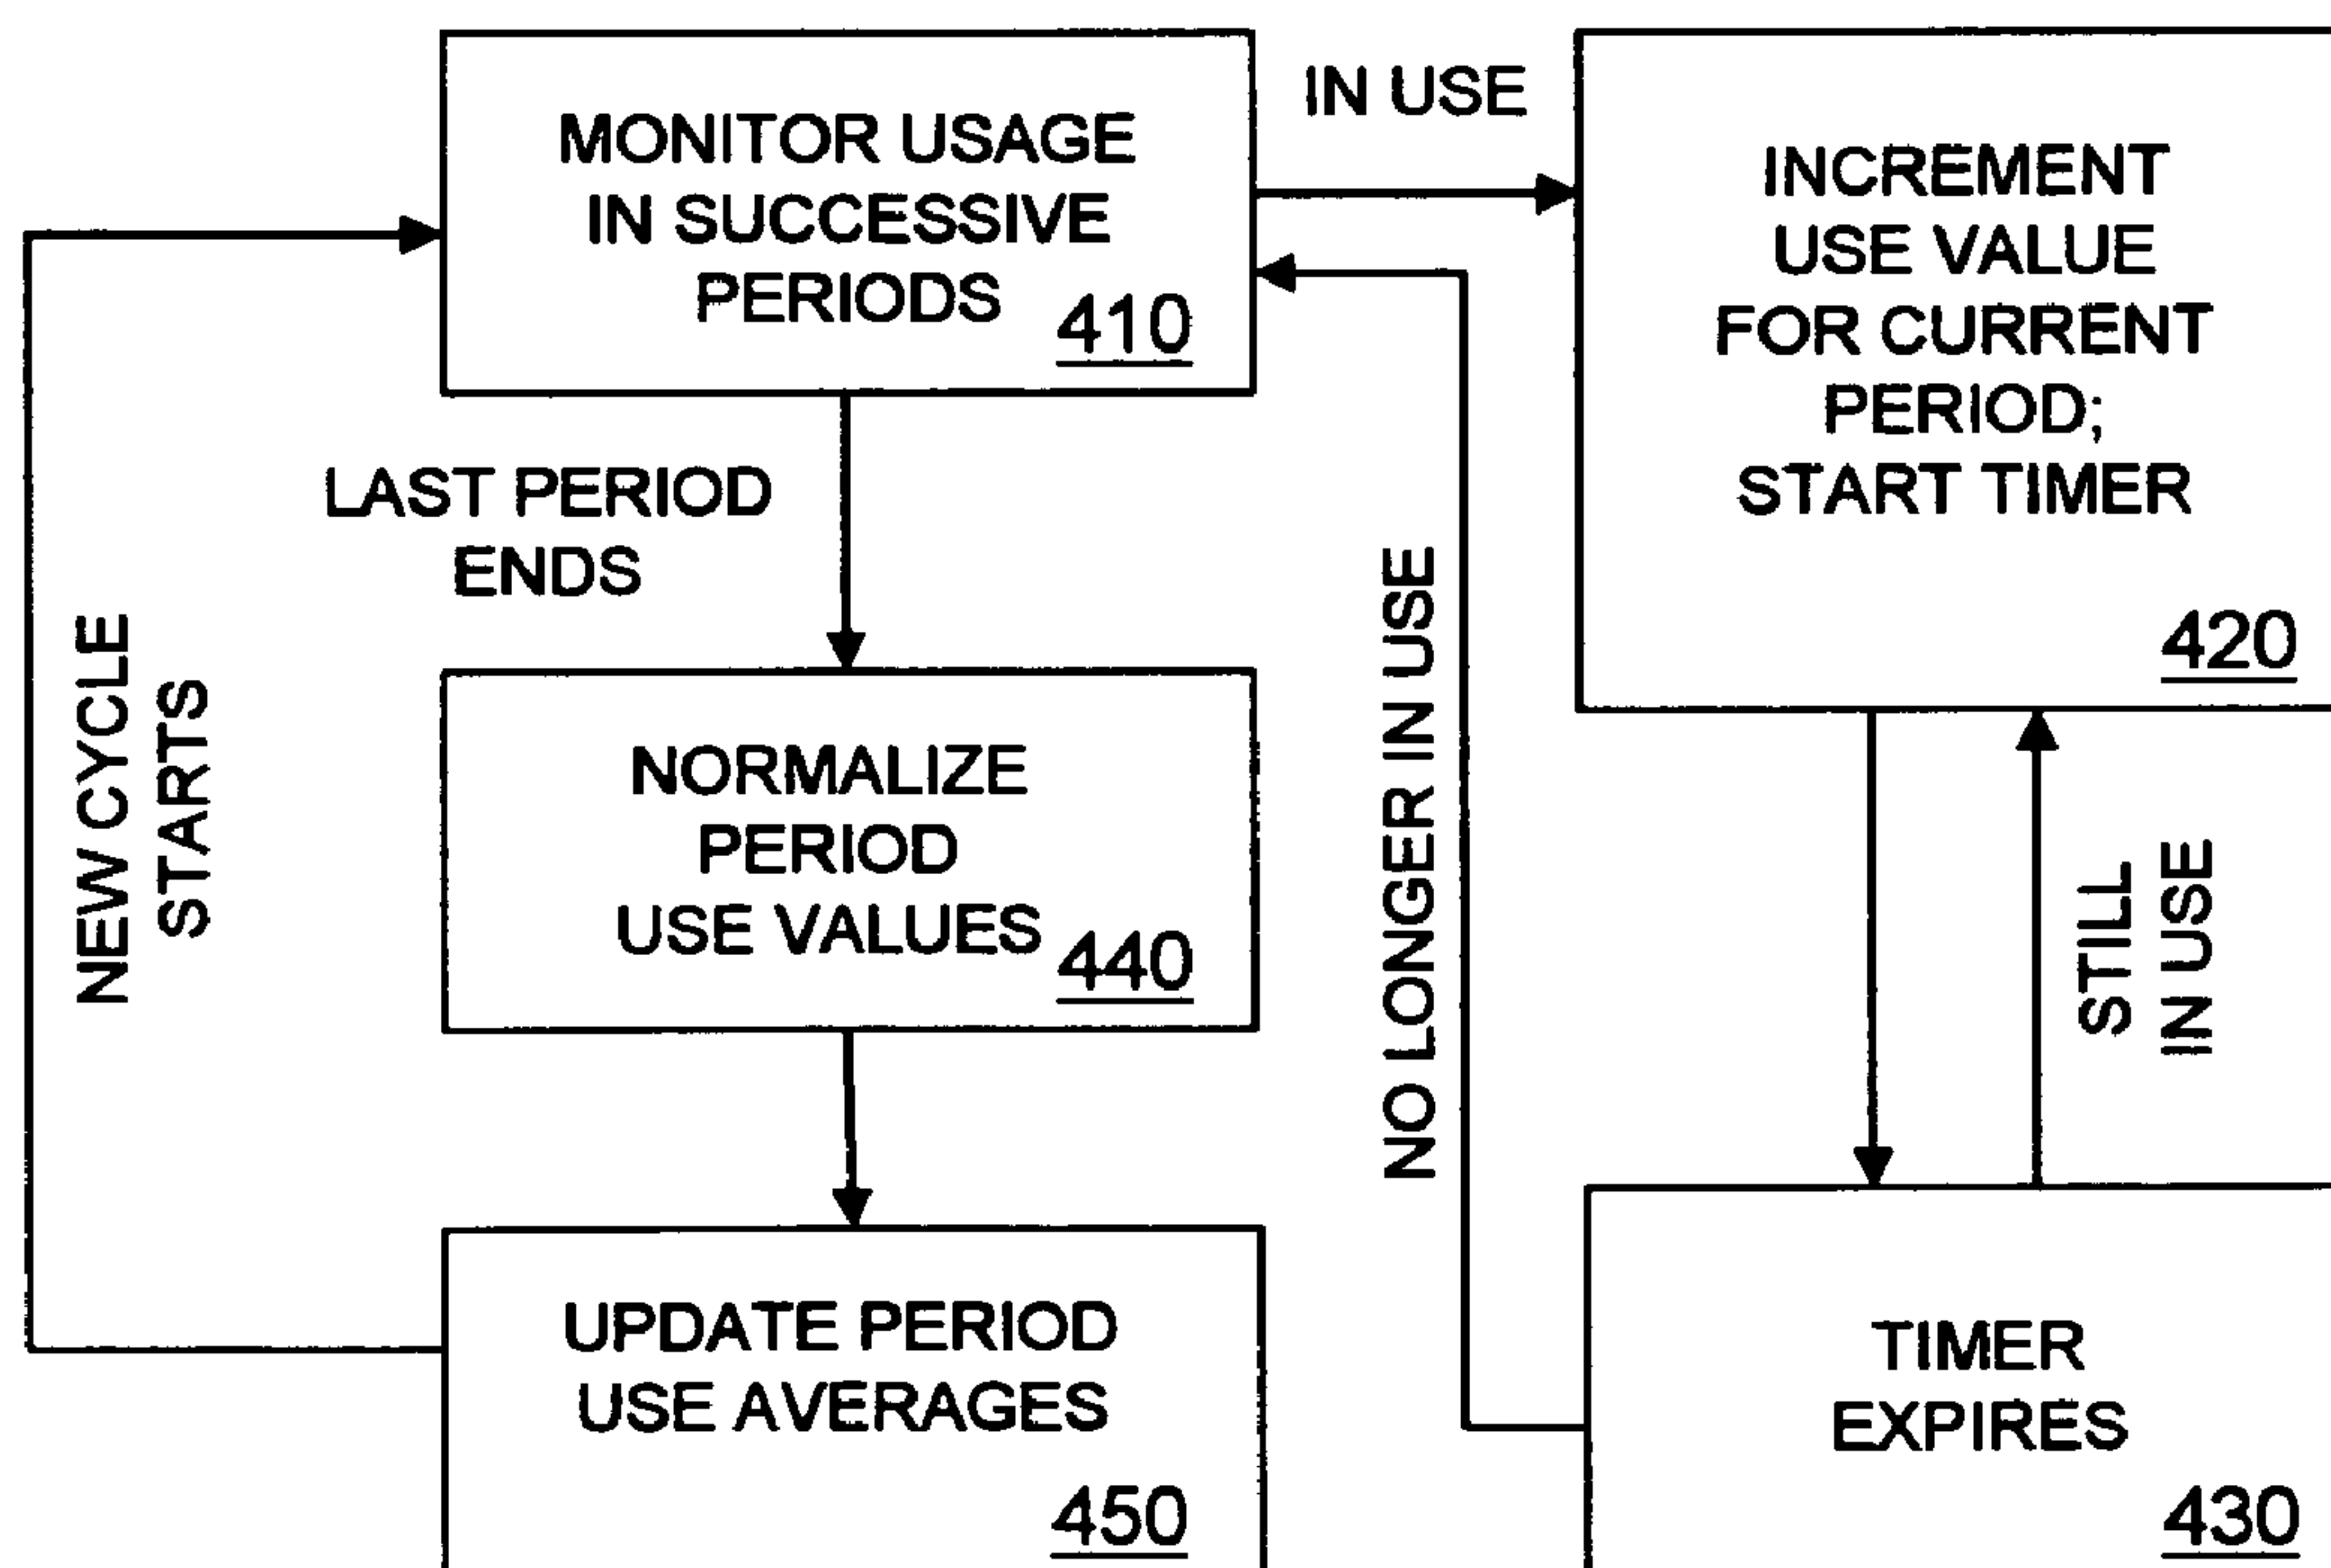 MONITOR USAGE
IN SUCCESSIVE
PERIODS
410
IN USE
INCREMENT
USE VALUE
FOR CURRENT
PERIOD;
START TIMER
420
LAST PERIOD
ENDS
NEW CYCLE
STARTS
NORMALIZE
PERIOD
USE VALUES
440
NO LONGER IN USE
STILL
IN USE
UPDATE PERIOD
USE AVERAGES
450
TIMER
EXPIRES
430